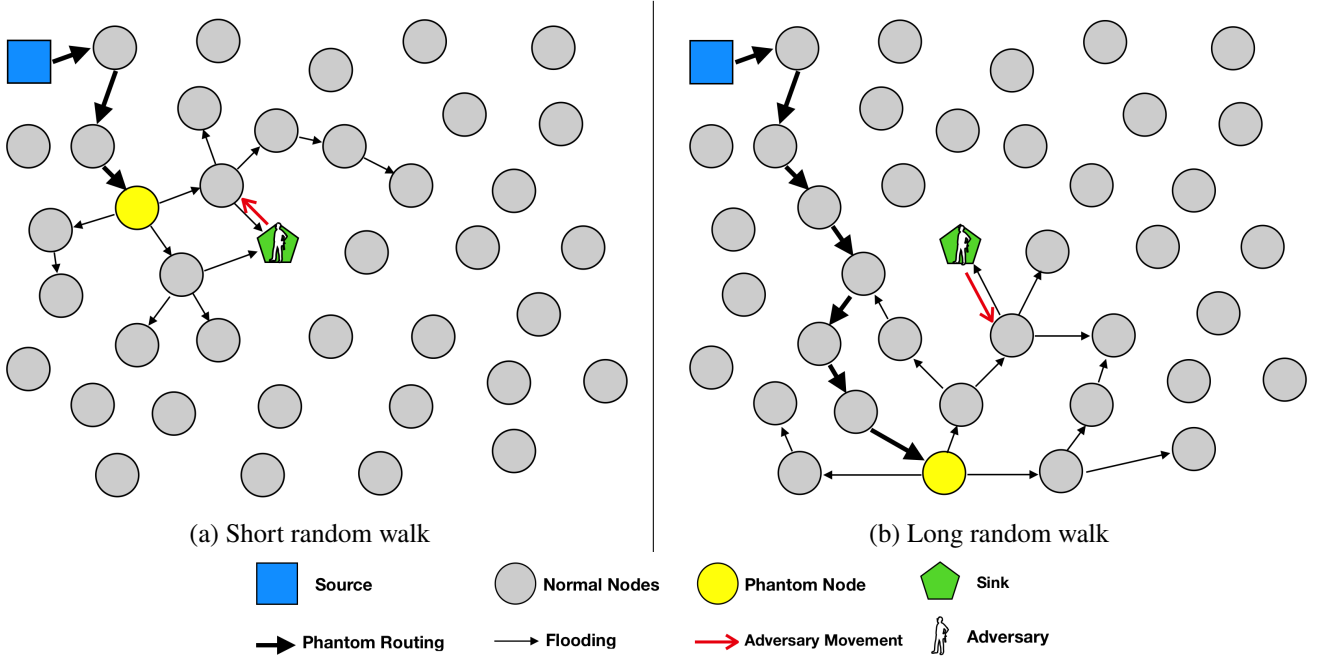 (a) Short random walk
(b) Long random walk
Source
Normal Nodes
Phantom Node
Sink
Phantom Routing
Flooding
Adversary Movement
Adversary